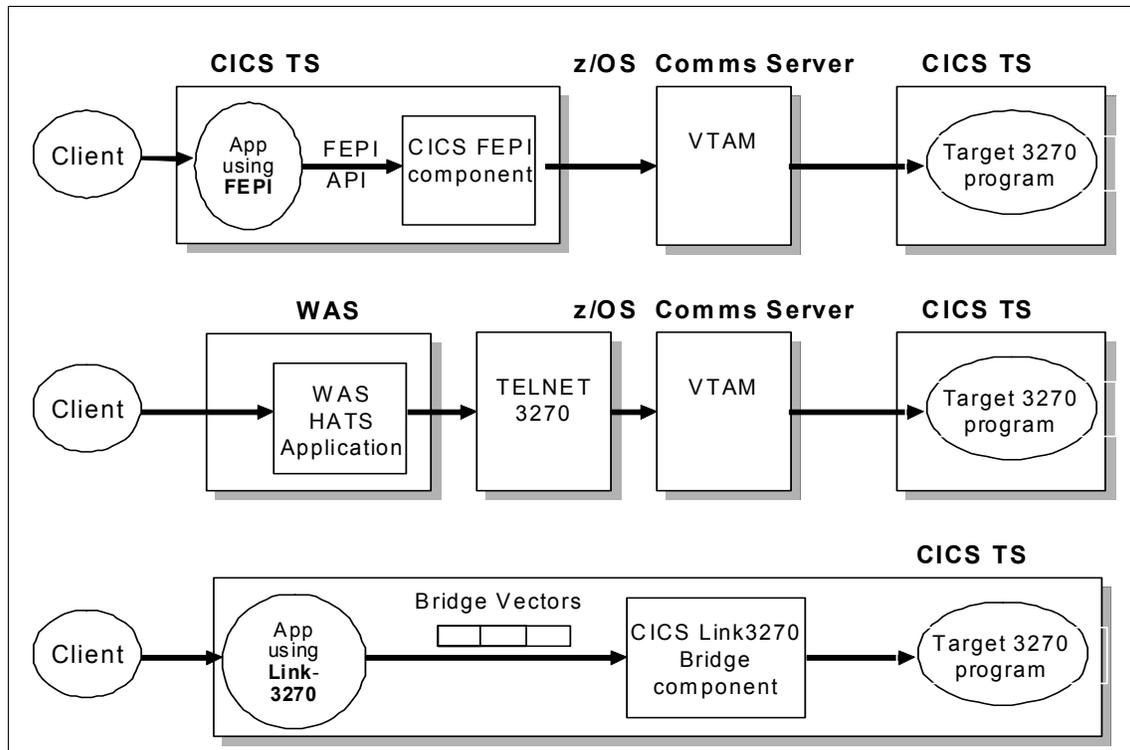 CICS TS
z/OS Comms Server
CICS TS
Client
App
using
FEPI
FEPI
API
CICS FEPI
component
VTAM
Target 3270
program
WAS
z/OS Comms Server
CICS TS
Client
WAS
HATS
Application
TELNET
3270
VTAM
Target 3270
program
CICS TS
Client
App
using
Link-
3270
Bridge Vectors
CICS Link3270
Bridge
component
Target 3270
program